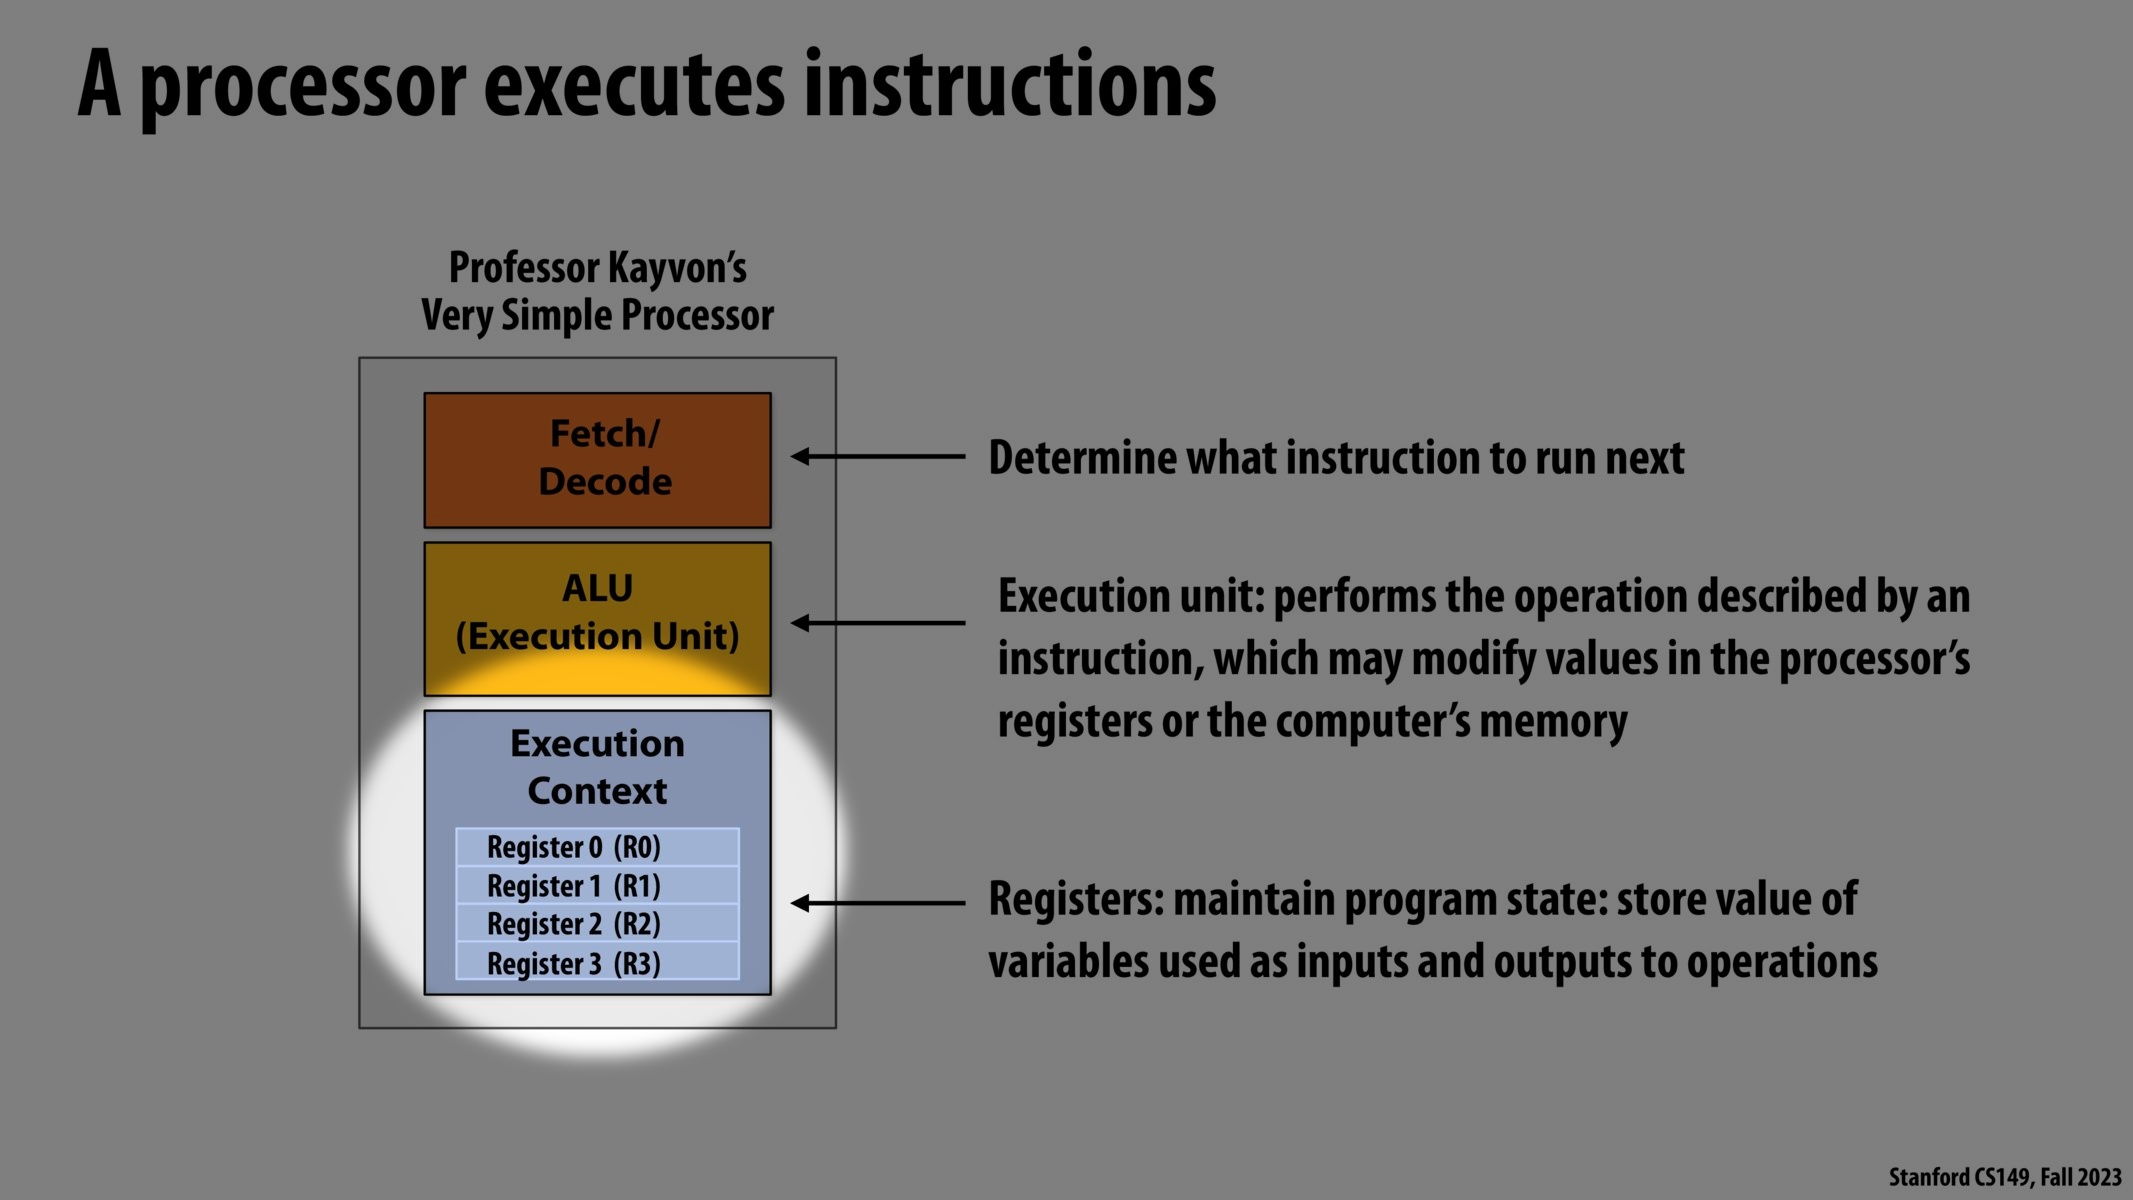 A processor executes instructions
Professor Kayvon’s
Very Simple Processor
Fetch/
Decode
Determine what instruction to run next
ALU
(Execution Unit)
Execution unit: performs the operation described by an
instruction, which may modify values in the processor’s
registers or the computer’s memory
Execution
Context
Register 0 (R0)
Register 1 (R1)
Register 2 (R2)
Register 3 (R3)
Registers: maintain program state: store value of
variables used as inputs and outputs to operations
Stanford CS149, Fall 2023